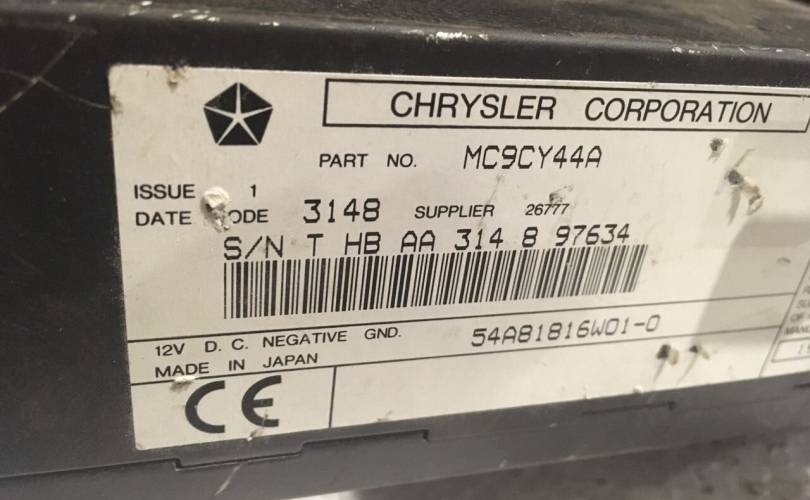 CHRYSLER CORPORATION
PART NO. MC9CY44A
ISSUE 1
DATE CODE 3148 SUPPLIER 26777
S/N T HB AA 314 8 97634
12V D. C. NEGATIVE GND. 54A81816W01-0
MADE IN JAPAN
CE